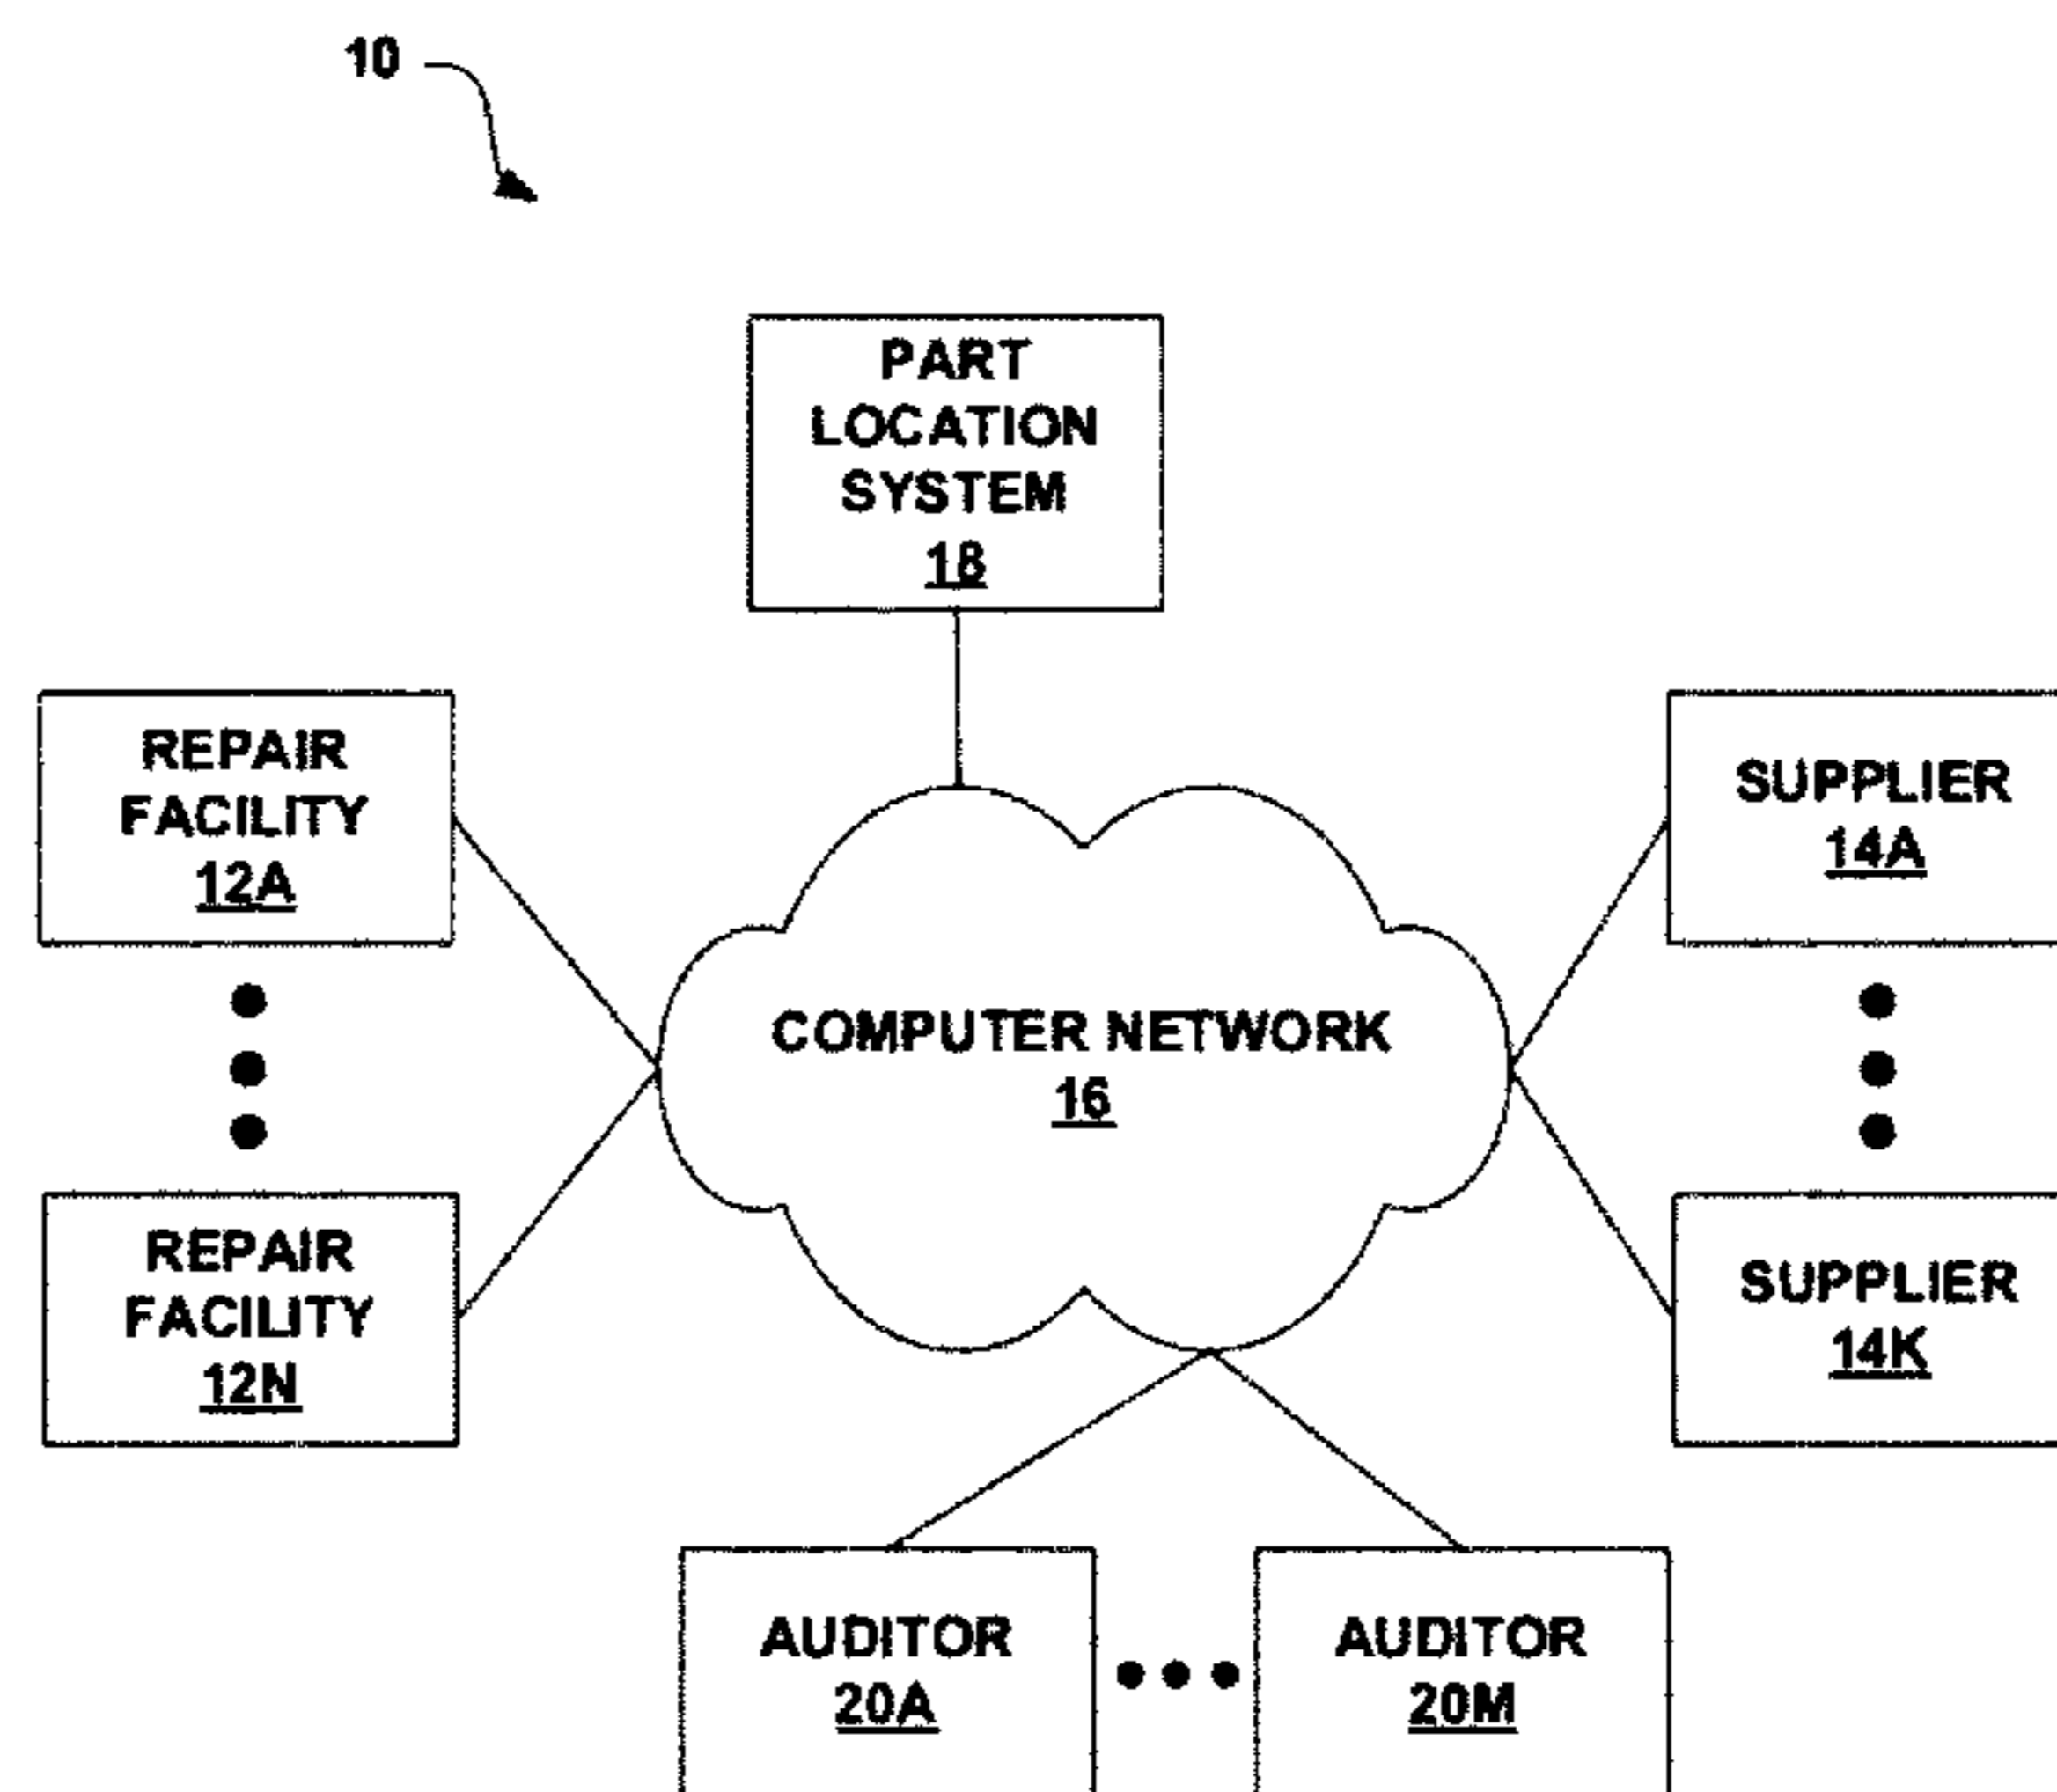 10
PART
LOCATION
SYSTEM
18
REPAIR
FACILITY
12A
SUPPLIER
14A
COMPUTER NETWORK
16
REPAIR
FACILITY
12N
SUPPLIER
14K
AUDITOR
20A
AUDITOR
20M